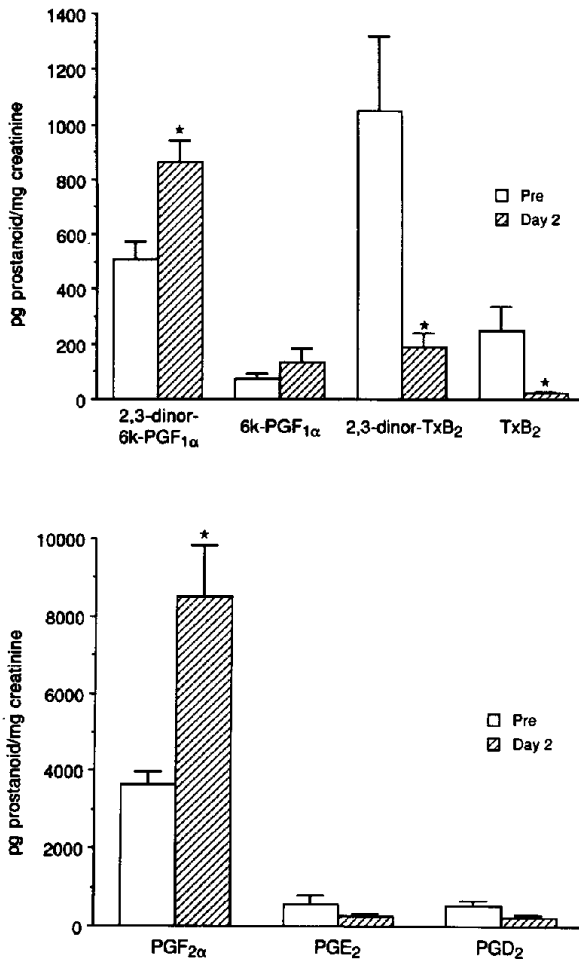 1400
1200
1000
800
600
400
200
0
pg prostanoid/mg creatinine
★
★
★
Pre
Day 2
2,3-dinor-
6k-PGF1α
6k-PGF1α
2,3-dinor-TxB2
TxB2
10000
8000
6000
4000
2000
0
pg prostanoid/mg creatinine
★
Pre
Day 2
PGF2α
PGE2
PGD2